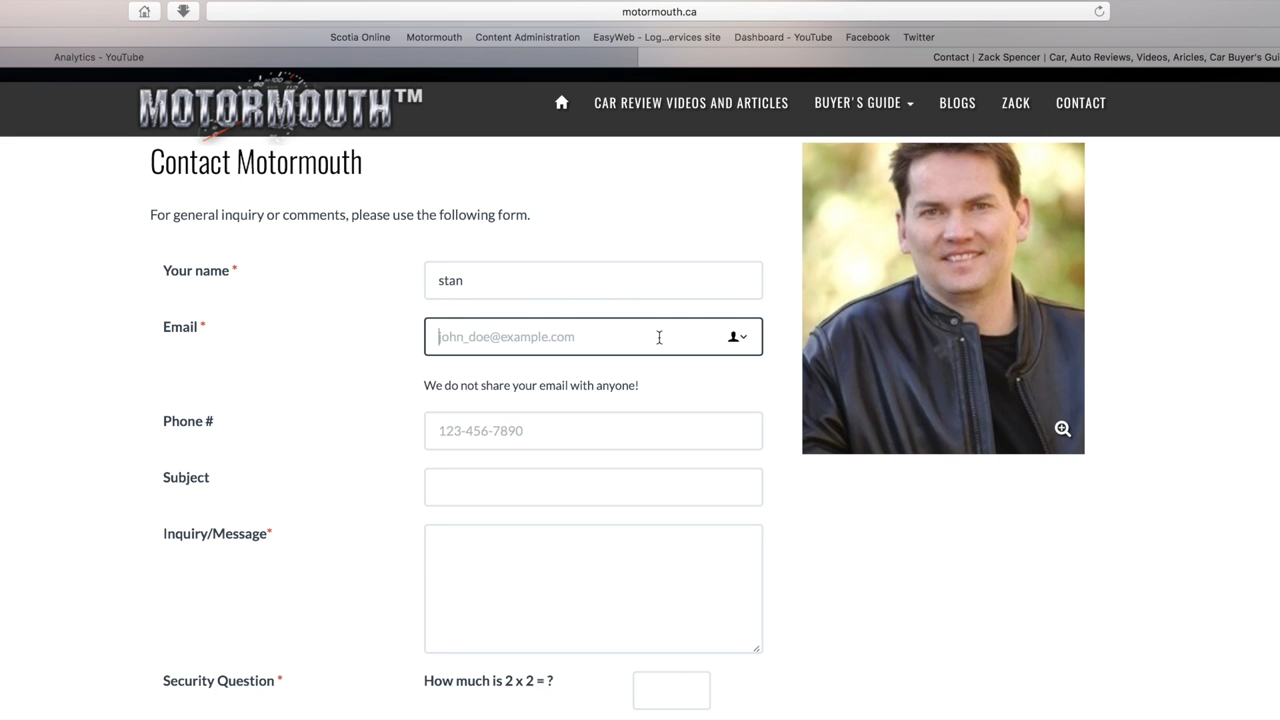 motormouth.ca
Scotia Online Motormouth Content Administration EasyWeb - Log...ervices site Dashboard - YouTube Facebook Twitter
Analytics - YouTube Contact | Zack Spencer | Car, Auto Reviews, Videos, Aricles, Car Buyer's Gui
MOTORMOUTH™ CAR REVIEW VIDEOS AND ARTICLES BUYER'S GUIDE BLOGS ZACK CONTACT
Contact Motormouth
For general inquiry or comments, please use the following form.
Your name * stan
Email * john_doe@example.com
We do not share your email with anyone!
Phone # 123-456-7890
Subject
Inquiry/Message*
Security Question * How much is 2 x 2 = ?